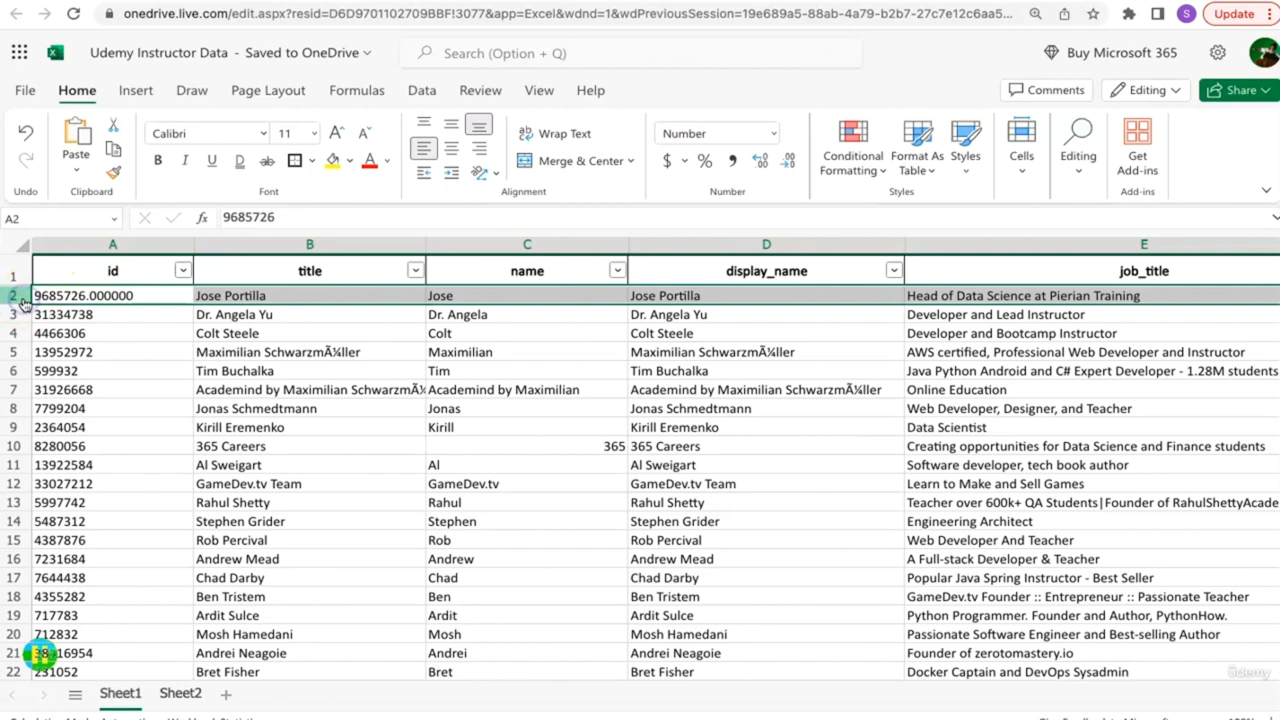 onedrive.live.com/edit.aspx?resid=D6D9701102709BBF!3077&app=Excel&wdnd=1&wdPreviousSession=19e689a5-88ab-4a79-b2b7-27c7e12c6aa5... S Update
Udemy Instructor Data - Saved to OneDrive Search (Option + Q) Buy Microsoft 365
File Home Insert Draw Page Layout Formulas Data Review View Help Comments Editing Share
Paste Calibri 11 A A Wrap Text Number Conditional Formatting Format As Table Styles Cells Editing Get Add-ins
B I U D ab A Merge & Center $ % 9
Undo Clipboard Font Alignment Number Styles Add-ins
A2 fx 9685726
A B C D E
1 id title name display_name job_title
2 9685726.000000 Jose Portilla Jose Jose Portilla Head of Data Science at Pierian Training
3 31334738 Dr. Angela Yu Dr. Angela Dr. Angela Yu Developer and Lead Instructor
4 4466306 Colt Steele Colt Colt Steele Developer and Bootcamp Instructor
5 13952972 Maximilian SchwarzmÃ¼ller Maximilian Maximilian SchwarzmÃ¼ller AWS certified, Professional Web Developer and Instructor
6 599932 Tim Buchalka Tim Tim Buchalka Java Python Android and C# Expert Developer - 1.28M students
7 31926668 Academind by Maximilian SchwarzmÃ¼ Academind by Maximilian Academind by Maximilian SchwarzmÃ¼ller Online Education
8 7799204 Jonas Schmedtmann Jonas Jonas Schmedtmann Web Developer, Designer, and Teacher
9 2364054 Kirill Eremenko Kirill Kirill Eremenko Data Scientist
10 8280056 365 Careers 365 365 Careers Creating opportunities for Data Science and Finance students
11 13922584 Al Sweigart Al Al Sweigart Software developer, tech book author
12 33027212 GameDev.tv Team GameDev.tv GameDev.tv Team Learn to Make and Sell Games
13 5997742 Rahul Shetty Rahul Rahul Shetty Teacher over 600k+ QA Students|Founder of RahulShettyAcade
14 5487312 Stephen Grider Stephen Stephen Grider Engineering Architect
15 4387876 Rob Percival Rob Rob Percival Web Developer And Teacher
16 7231684 Andrew Mead Andrew Andrew Mead A Full-stack Developer & Teacher
17 7644438 Chad Darby Chad Chad Darby Popular Java Spring Instructor - Best Seller
18 4355282 Ben Tristem Ben Ben Tristem GameDev.tv Founder :: Entrepreneur :: Passionate Teacher
19 717783 Ardit Sulce Ardit Ardit Sulce Python Programmer. Founder and Author, PythonHow.
20 712832 Mosh Hamedani Mosh Mosh Hamedani Passionate Software Engineer and Best-selling Author
21 Andrei Neagoie Andrei Andrei Neagoie Founder of zerotomastery.io
22 231052 Bret Fisher Bret Bret Fisher Docker Captain and DevOps Sysadmin
ûdemy
Sheet1 Sheet2